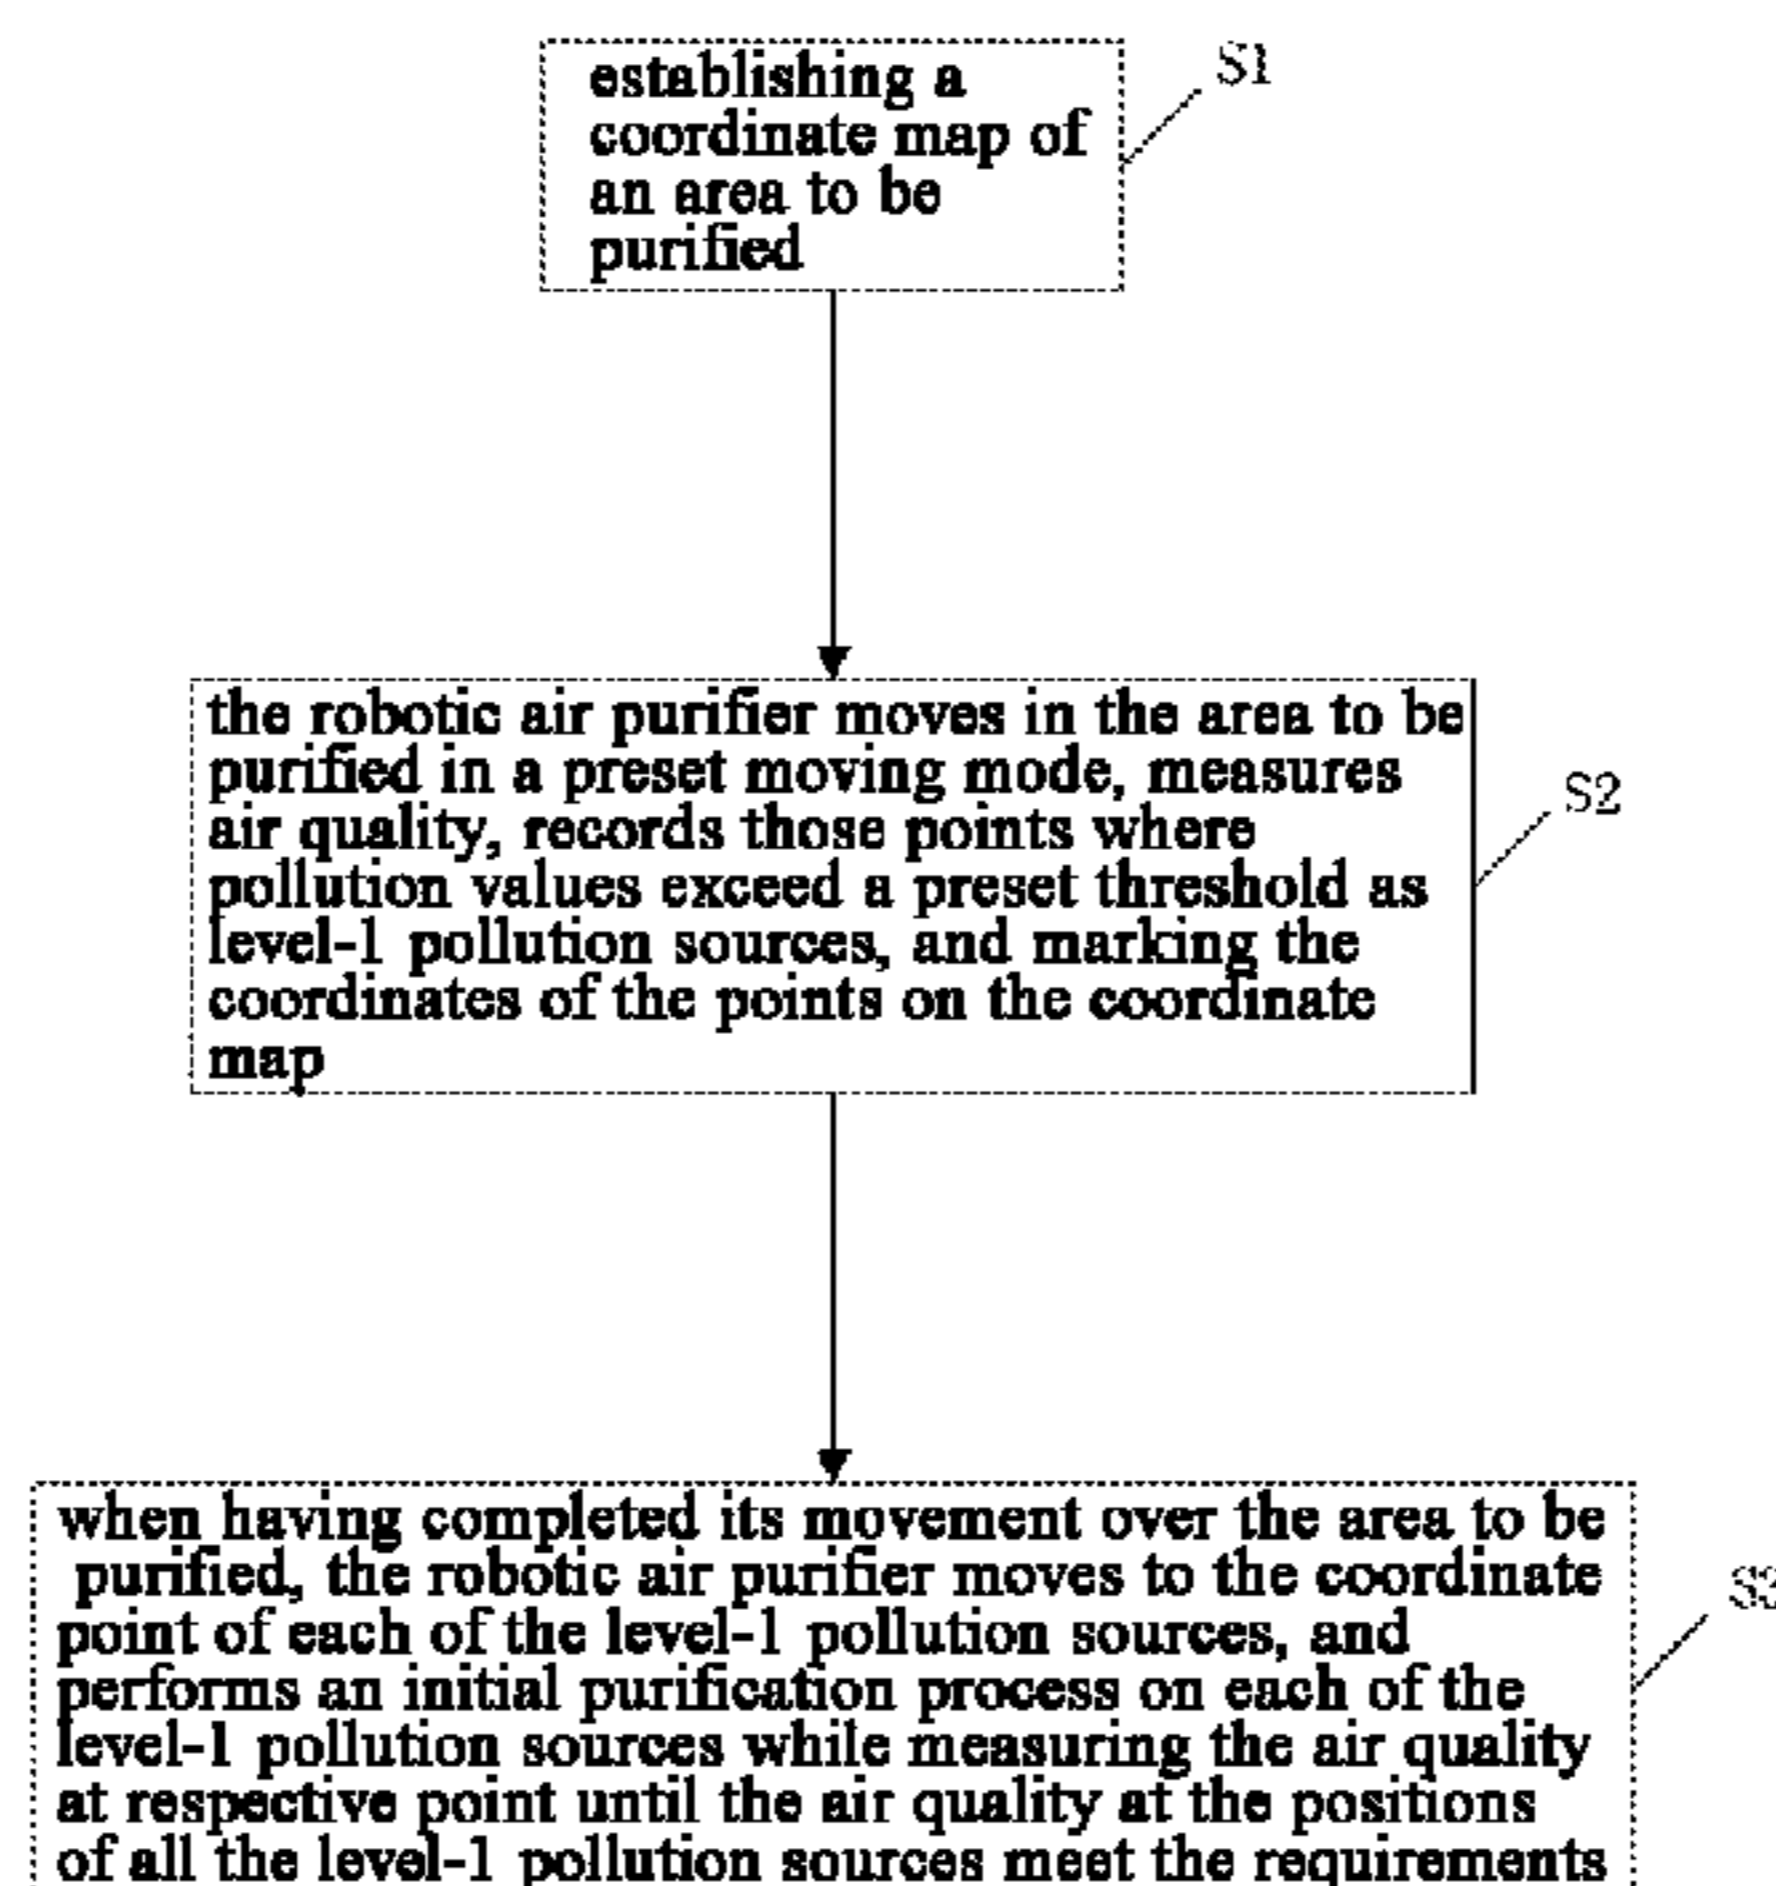 establishing a
coordinate map of
an area to be
purified
S1
the robotic air purifier moves in the area to be
purified in a preset moving mode, measures
air quality, records those points where
pollution values exceed a preset threshold as
level-1 pollution sources, and marking the
coordinates of the points on the coordinate
map
S2
when having completed its movement over the area to be
purified, the robotic air purifier moves to the coordinate
point of each of the level-1 pollution sources, and
performs an initial purification process on each of the
level-1 pollution sources while measuring the air quality
at respective point until the air quality at the positions
of all the level-1 pollution sources meet the requirements
S3